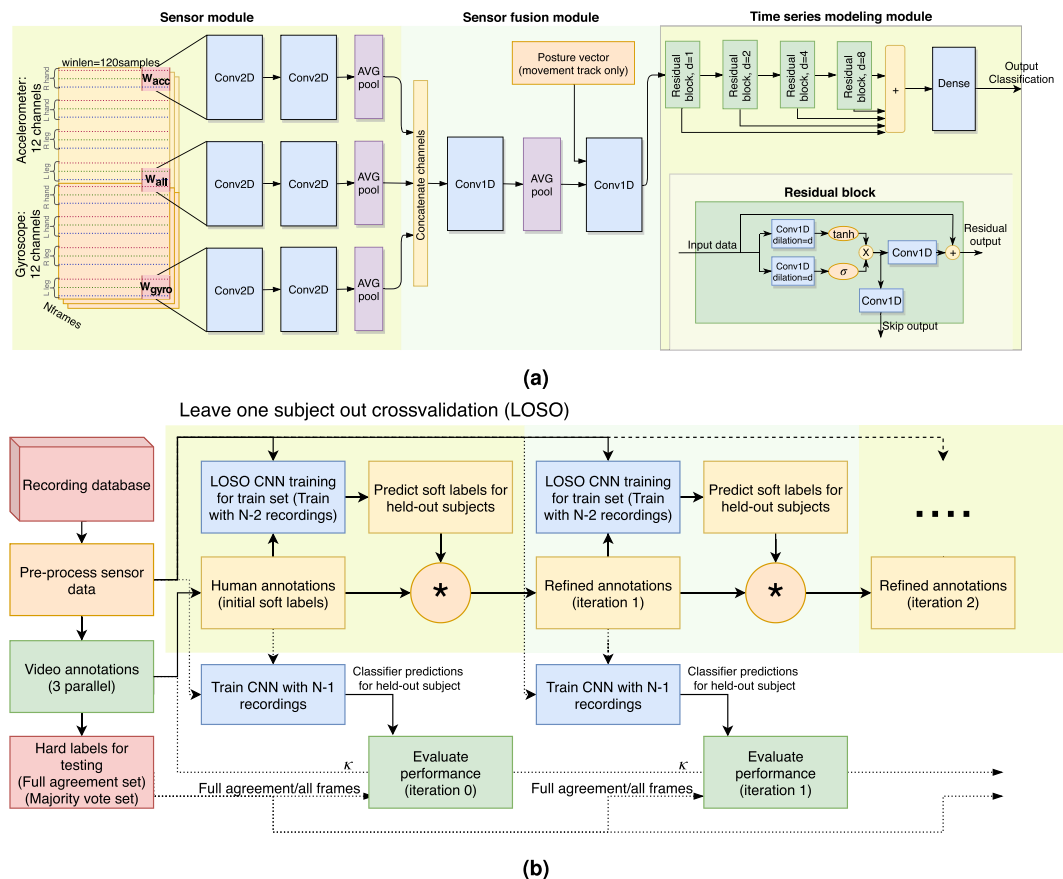 Sensor module
Sensor fusion module
Time series modeling module
winlen=120samples
Accelerometer:
12 channels
Gyroscope:
12 channels
R hand
L hand
R leg
L leg
R hand
L hand
R leg
L leg
Nframes
Wacc
Wall
Wgyro
Conv2D
Conv2D
AVG
pool
Conv2D
Conv2D
AVG
pool
Conv2D
Conv2D
AVG
pool
Concatenate channels
Conv1D
AVG
pool
Posture vector
(movement track only)
Conv1D
Residual
block, d=1
Residual
block, d=2
Residual
block, d=4
Residual
block, d=8
+
Dense
Output
Classification
Residual block
Input data
Conv1D
dilation=d
tanh
Conv1D
dilation=d
σ
X
Conv1D
+
Residual
output
Conv1D
Skip output
(a)
Leave one subject out crossvalidation (LOSO)
Recording database
Pre-process sensor
data
Video annotations
(3 parallel)
Hard labels for
testing
(Full agreement set)
(Majority vote set)
LOSO CNN training
for train set (Train
with N-2 recordings)
Predict soft labels for
held-out subjects
Human annotations
(initial soft labels)
*
Train CNN with N-1
recordings
Classifier predictions
for held-out subject
κ
Full agreement/all frames
Evaluate
performance
(iteration 0)
LOSO CNN training
for train set (Train
with N-2 recordings)
Predict soft labels for
held-out subjects
Refined annotations
(iteration 1)
*
Train CNN with N-1
recordings
Classifier predictions
for held-out subject
κ
Full agreement/all frames
Evaluate
performance
(iteration 1)
....
Refined annotations
(iteration 2)
(b)